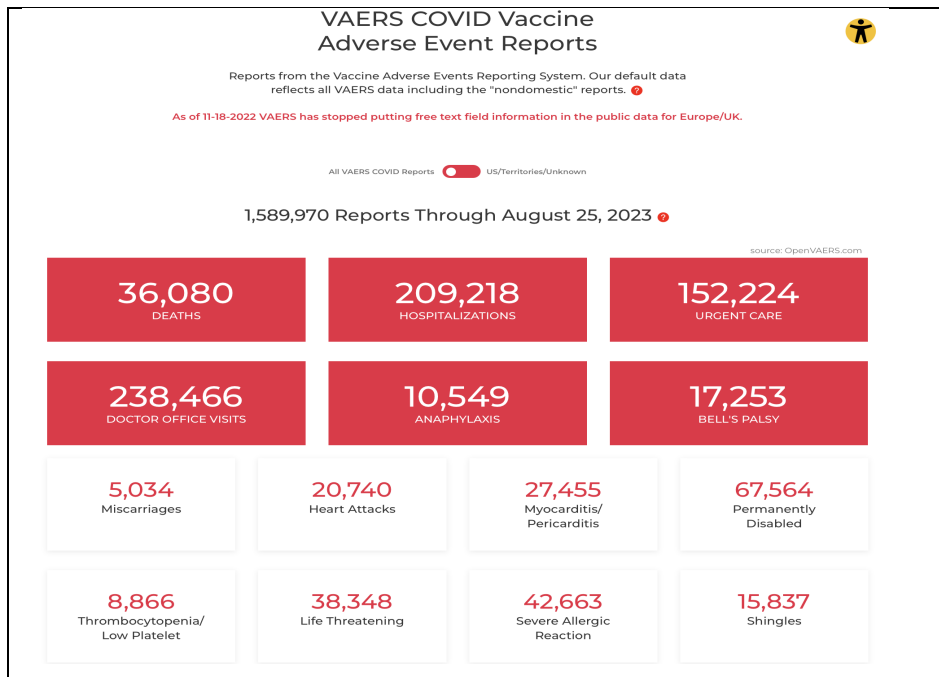 VAERS COVID Vaccine
Adverse Event Reports
Reports from the Vaccine Adverse Events Reporting System. Our default data
reflects all VAERS data including the "nondomestic" reports. ?
As of 11-18-2022 VAERS has stopped putting free text field information in the public data for Europe/UK.
All VAERS COVID Reports US/Territories/Unknown
1,589,970 Reports Through August 25, 2023 ?
source: OpenVAERS.com
36,080
DEATHS
209,218
HOSPITALIZATIONS
152,224
URGENT CARE
238,466
DOCTOR OFFICE VISITS
10,549
ANAPHYLAXIS
17,253
BELL'S PALSY
5,034
Miscarriages
20,740
Heart Attacks
27,455
Myocarditis/
Pericarditis
67,564
Permanently
Disabled
8,866
Thrombocytopenia/
Low Platelet
38,348
Life Threatening
42,663
Severe Allergic
Reaction
15,837
Shingles